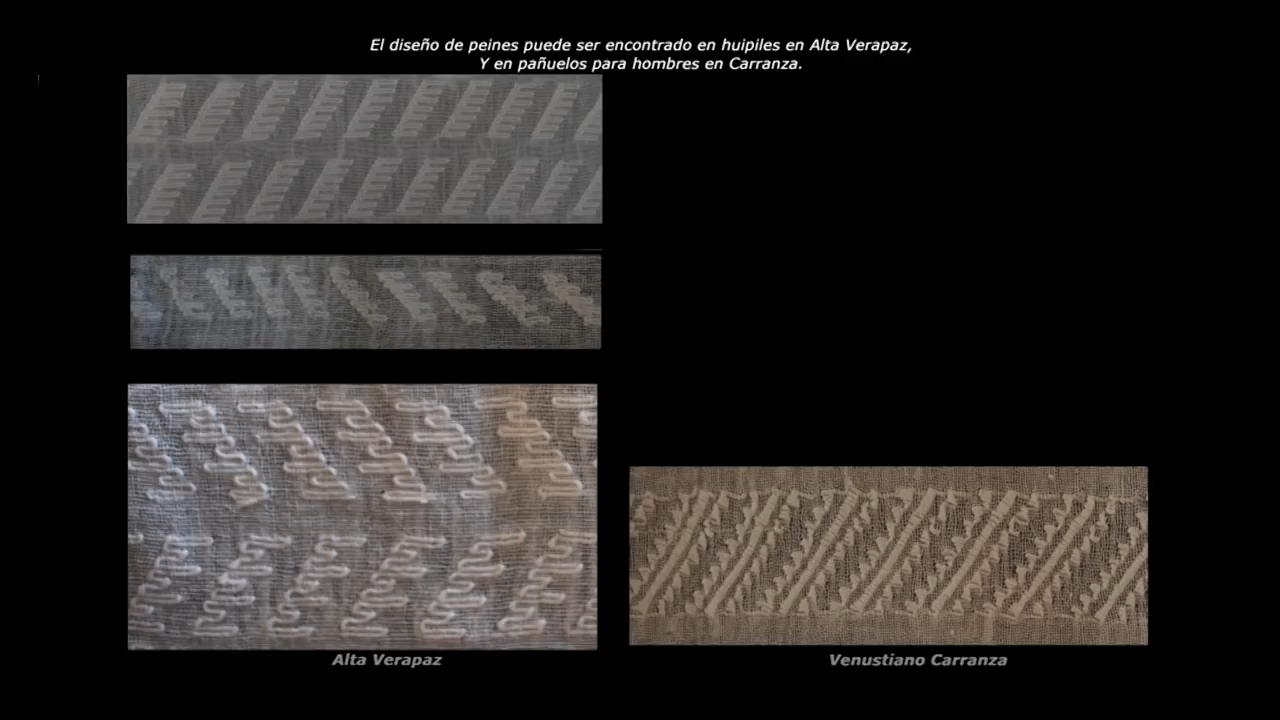 El diseño de peines puede ser encontrado en huipiles en Alta Verapaz,
Y en pañuelos para hombres en Carranza.
Alta Verapaz
Venustiano Carranza